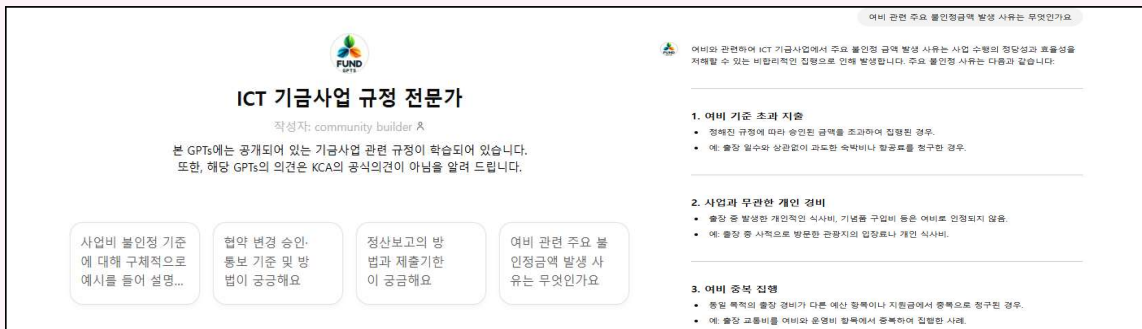 FUND
GPTS
ICT 기금사업 규정 전문가
작성자: community builder
본 GPTs에는 공개되어 있는 기금사업 관련 규정이 학습되어 있습니다.
또한, 해당 GPTs의 의견은 KCA의 공식의견이 아님을 알려 드립니다.
사업비 불인정 기준
에 대해 구체적으로
예시를 들어 설명...
협약 변경 승인·
통보 기준 및 방
법이 궁금해요
정산보고의 방
법과 제출기한
이 궁금해요
여비 관련 주요 불
인정금액 발생 사
유는 무엇인가요
여비 관련 주요 불인정금액 발생 사유는 무엇인가요
여비와 관련하여 ICT 기금사업에서 주요 불인정 금액 발생 사유는 사업 수행의 정당성과 효율성을
저해할 수 있는 비합리적인 집행으로 인해 발생합니다. 주요 불인정 사유는 다음과 같습니다:
1. 여비 기준 초과 지출
• 정해진 규정에 따라 승인된 금액을 초과하여 집행된 경우.
• 예: 출장 일수와 상관없이 과도한 숙박비나 항공료를 청구한 경우.
2. 사업과 무관한 개인 경비
• 출장 중 발생한 개인적인 식사비, 기념품 구입비 등은 여비로 인정되지 않음.
• 예: 출장 중 사적으로 방문한 관광지의 입장료나 개인 식사비.
3. 여비 중복 집행
• 동일 목적의 출장 경비가 다른 예산 항목이나 지원금에서 중복으로 청구된 경우.
• 예: 출장 교통비를 여비와 운영비 항목에서 중복하여 집행한 사례.